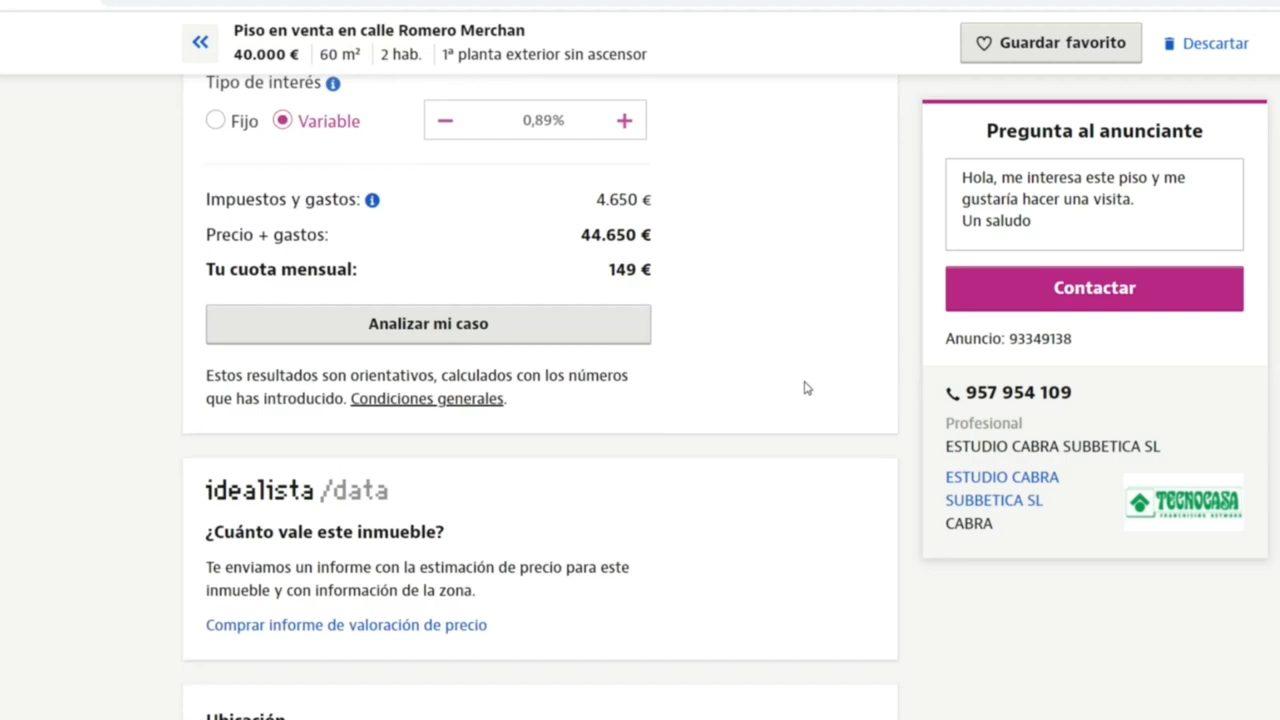 Piso en venta en calle Romero Merchan
40.000 € 60 m² 2 hab. 1ª planta exterior sin ascensor
Guardar favorito
Descartar
Tipo de interés
Fijo
Variable
0,89%
Impuestos y gastos: 4.650 €
Precio + gastos: 44.650 €
Tu cuota mensual: 149 €
Analizar mi caso
Estos resultados son orientativos, calculados con los números
que has introducido. Condiciones generales.
idealista/data
¿Cuánto vale este inmueble?
Te enviamos un informe con la estimación de precio para este
inmueble y con información de la zona.
Comprar informe de valoración de precio
Ubicación
Pregunta al anunciante
Hola, me interesa este piso y me
gustaría hacer una visita.
Un saludo
Contactar
Anuncio: 93349138
957 954 109
Profesional
ESTUDIO CABRA SUBBETICA SL
ESTUDIO CABRA
SUBBETICA SL
CABRA
TECNOCASA
FRANCHISING NETWORK